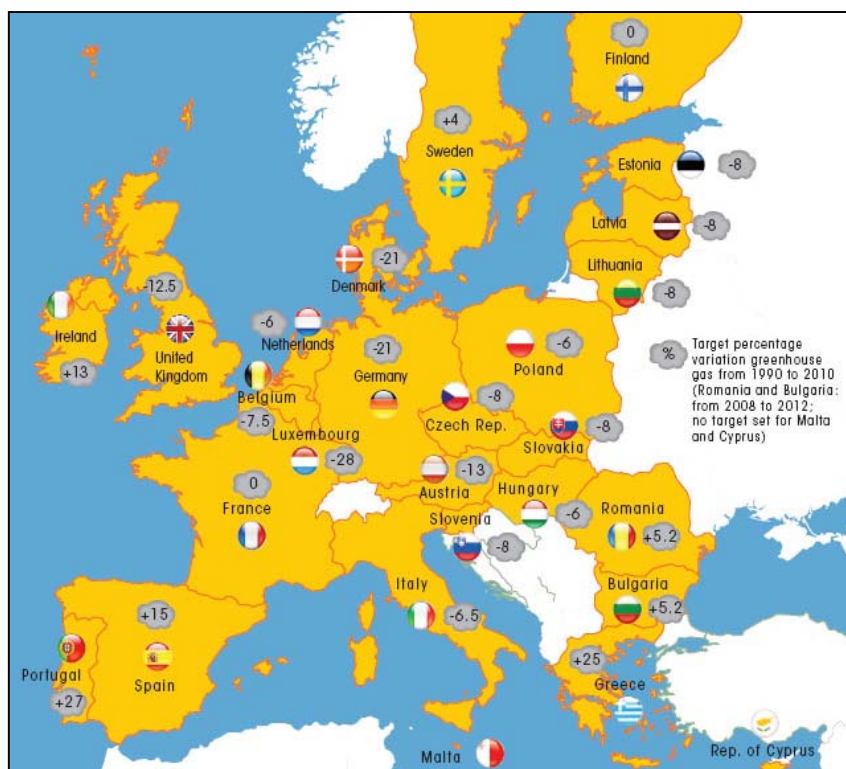 0
Finland
+4
Sweden
Estonia
-8
Latvia
-8
Lithuania
-8
-21
Denmark
-12.5
Ireland
+13
United
Kingdom
-6
Netherlands
-21
Germany
-6
Poland
%
Target percentage
variation greenhouse
gas from 1990 to 2010
(Romania and Bulgaria:
from 2008 to 2012;
no target set for Malta
and Cyprus)
Belgium
-7.5
Luxembourg
-28
-8
Czech Rep.
-8
Slovakia
0
France
-13
Austria
Hungary
-6
Slovenia
-8
Romania
+5.2
Bulgaria
+5.2
Italy
-6.5
+15
Spain
Portugal
+27
+25
Greece
Malta
Rep. of Cyprus